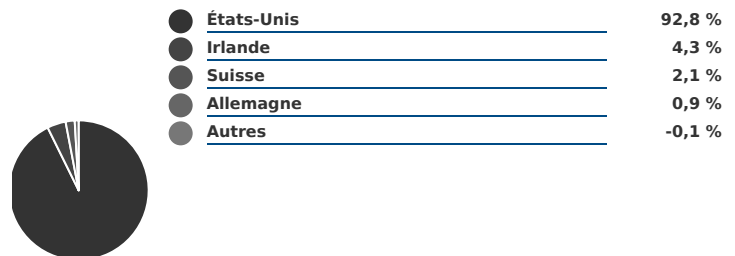 États-Unis 92,8 %
Irlande 4,3 %
Suisse 2,1 %
Allemagne 0,9 %
Autres -0,1 %